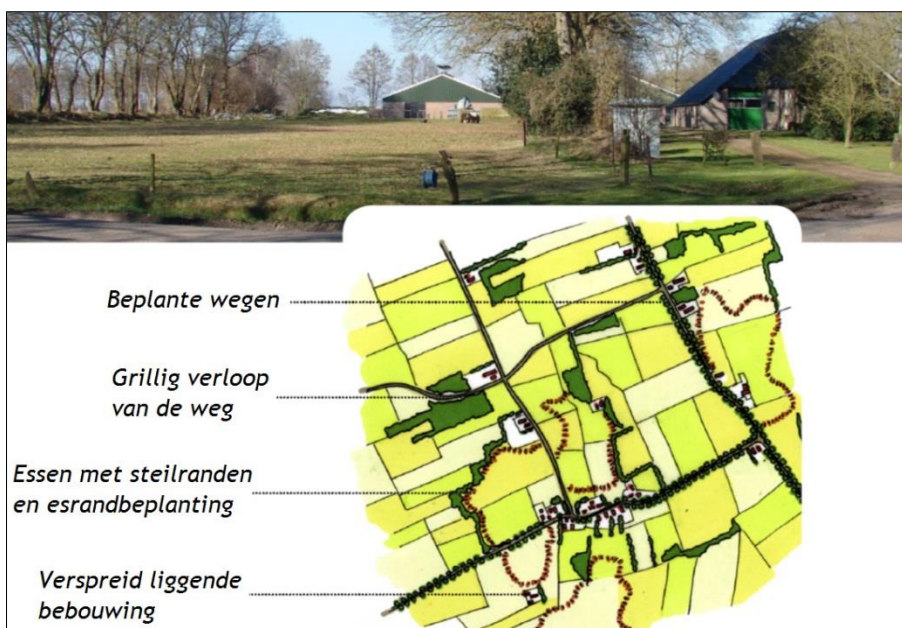 Beplante wegen
Grillig verloop
van de weg
Essen met steilranden
en esrandbeplanting
Verspreid liggende
bebouwing